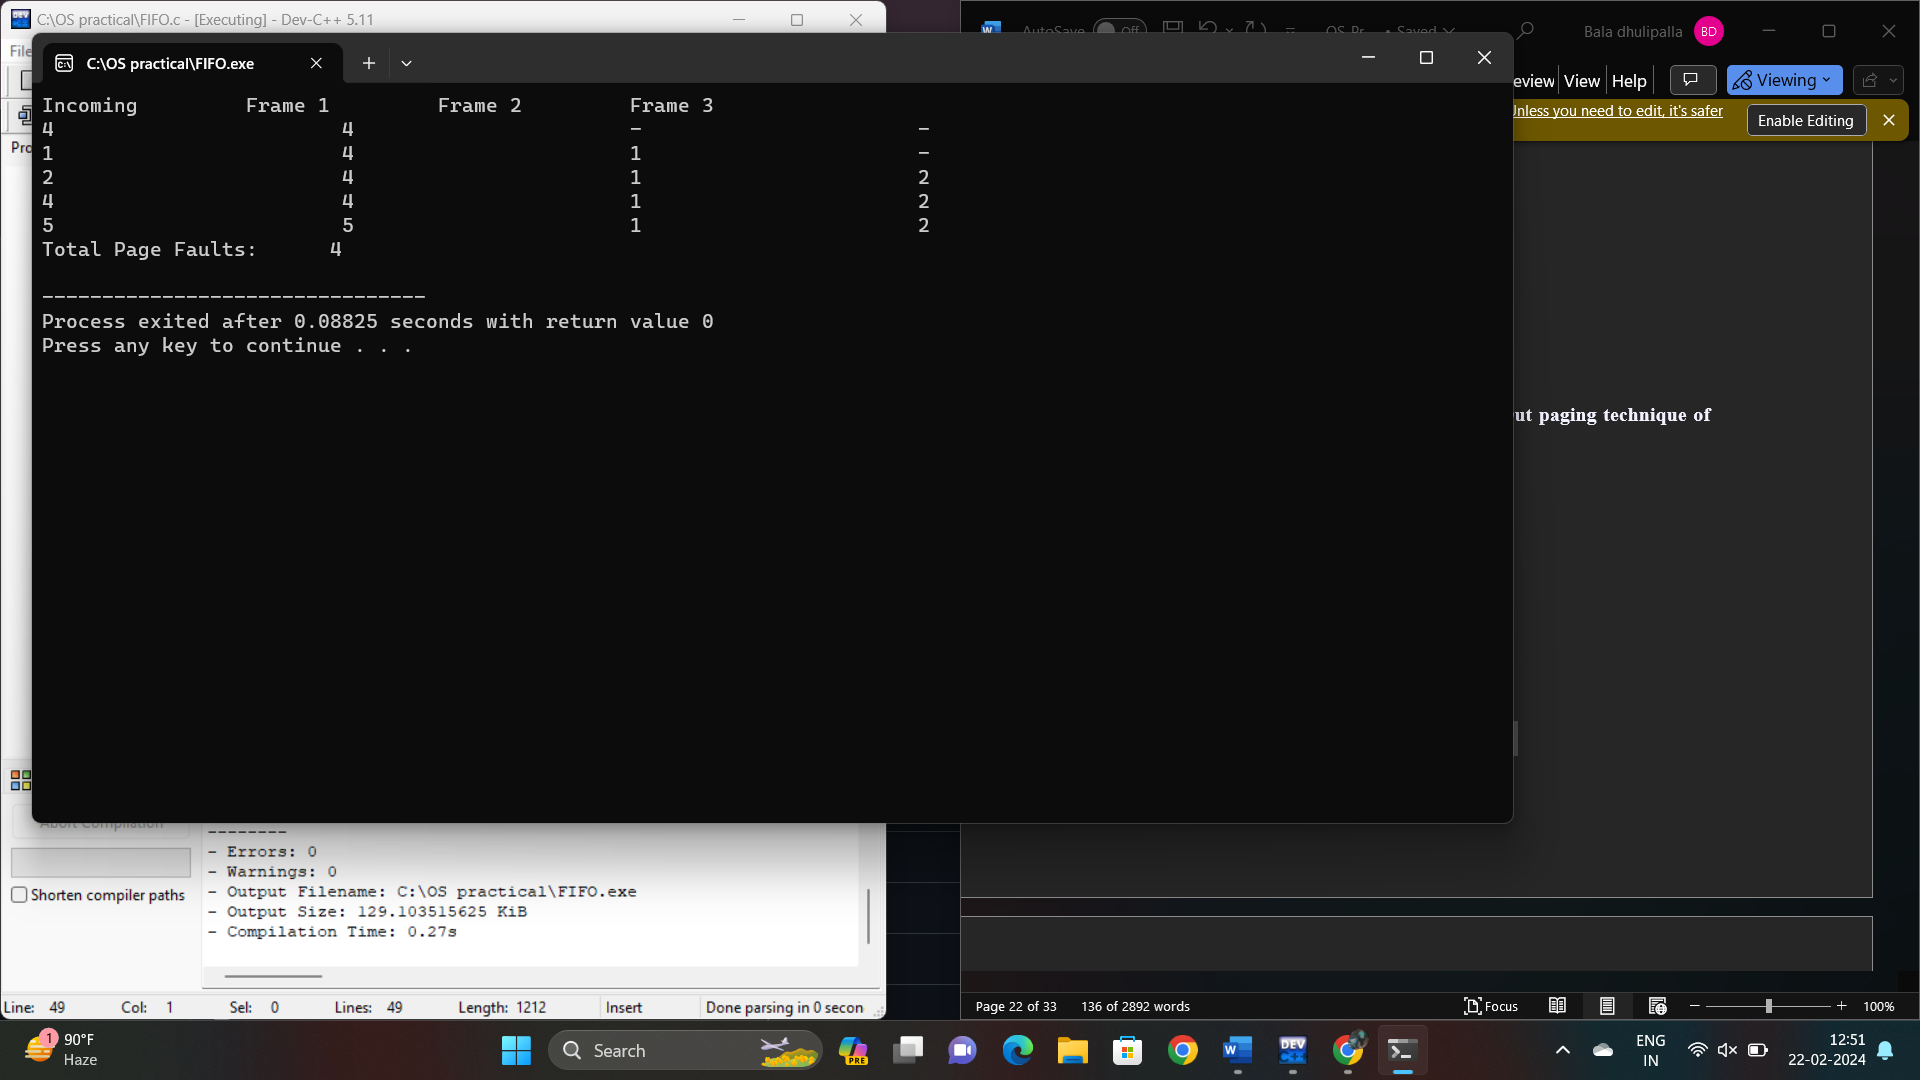 C:\OS practical\FIFO.c - [Executing] - Dev-C++ 5.11
File
C:\OS practical\FIFO.exe
Incoming Frame 1 Frame 2 Frame 3
4 4 - -
1 4 1 -
2 4 1 2
4 4 1 2
5 5 1 2
Total Page Faults: 4
--------------------------------
Process exited after 0.08825 seconds with return value 0
Press any key to continue . . .
AutoSave Off Saved
Bala dhulipalla BD
eview View Help Viewing
Unless you need to edit, it's safer Enable Editing
ut paging technique of
Abort Compilation
Shorten compiler paths
--------
- Errors: 0
- Warnings: 0
- Output Filename: C:\OS practical\FIFO.exe
- Output Size: 129.103515625 KiB
- Compilation Time: 0.27s
Line: 49 Col: 1 Sel: 0 Lines: 49 Length: 1212 Insert Done parsing in 0 secon
Page 22 of 33 136 of 2892 words Focus 100%
1 90°F
Haze
Search
PRE
DEV
C++
ENG
IN
12:51
22-02-2024